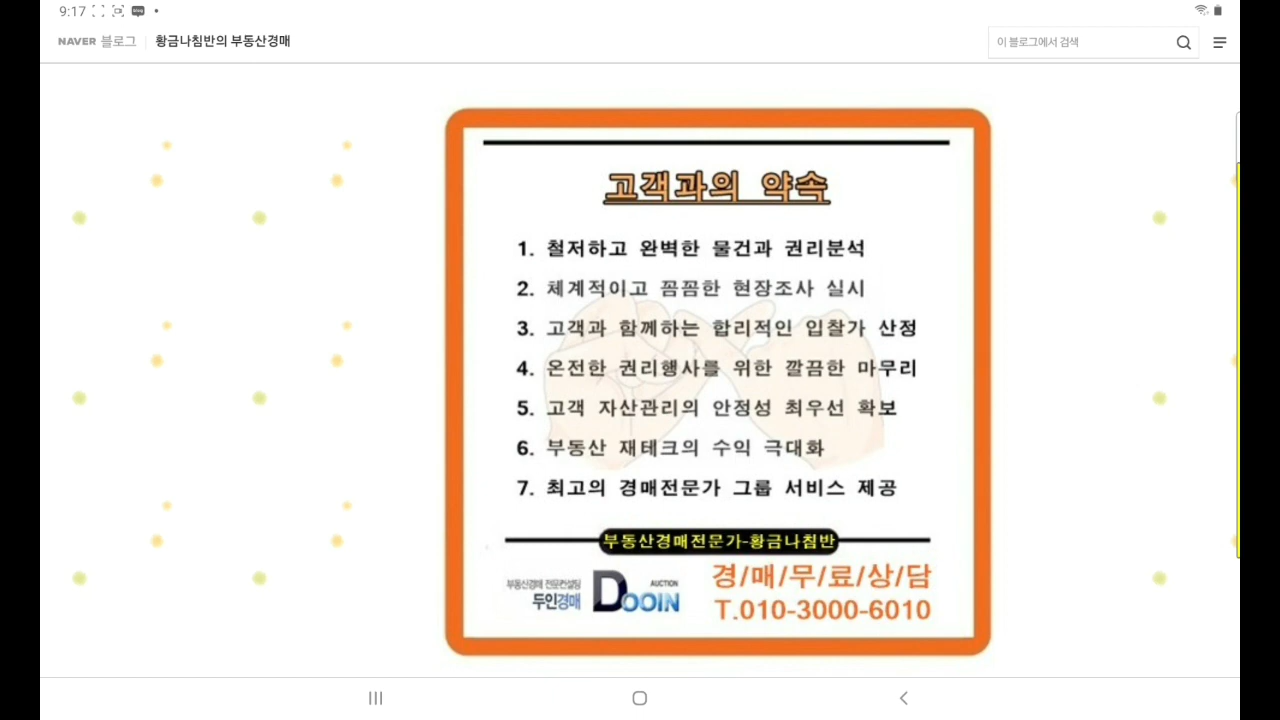 9:17
NAVER 블로그 황금나침반의 부동산경매
이 블로그에서 검색
고객과의 약속
1. 철저하고 완벽한 물건과 권리분석
2. 체계적이고 꼼꼼한 현장조사 실시
3. 고객과 함께하는 합리적인 입찰가 산정
4. 온전한 권리행사를 위한 깔끔한 마무리
5. 고객 자산관리의 안정성 최우선 확보
6. 부동산 재테크의 수익 극대화
7. 최고의 경매전문가 그룹 서비스 제공
부동산경매전문가-황금나침반
부동산경매 전문컨설팅
두인경매
AUCTION
DOOIN
경/매/무/료/상/담
T.010-3000-6010